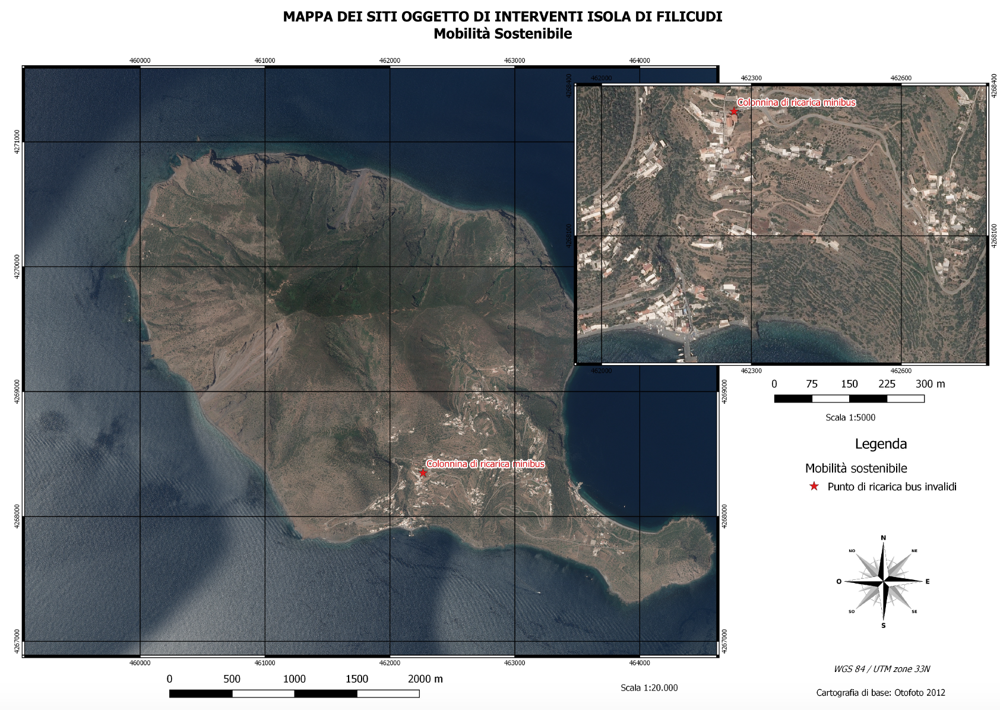 MAPPA DEI SITI OGGETTO DI INTERVENTI ISOLA DI FILICUDI
Mobilità Sostenibile
460000 461000 462000 463000 464000
462000 462300 462600
4268400 4268400
Colonnina di ricarica minibus
4271000
4268100 4268100
4270000
462000 462300 462600
0 75 150 225 300 m
4269000 4269000
Scala 1:5000
Legenda
Colonnina di ricarica minibus
Mobilità sostenibile
Punto di ricarica bus invalidi
4268000 4268000
N
NO NE
O E
SO SE
S
4267000 4267000
460000 461000 462000 463000 464000
WGS 84 / UTM zone 33N
0 500 1000 1500 2000 m
Scala 1:20.000
Cartografia di base: Otofoto 2012